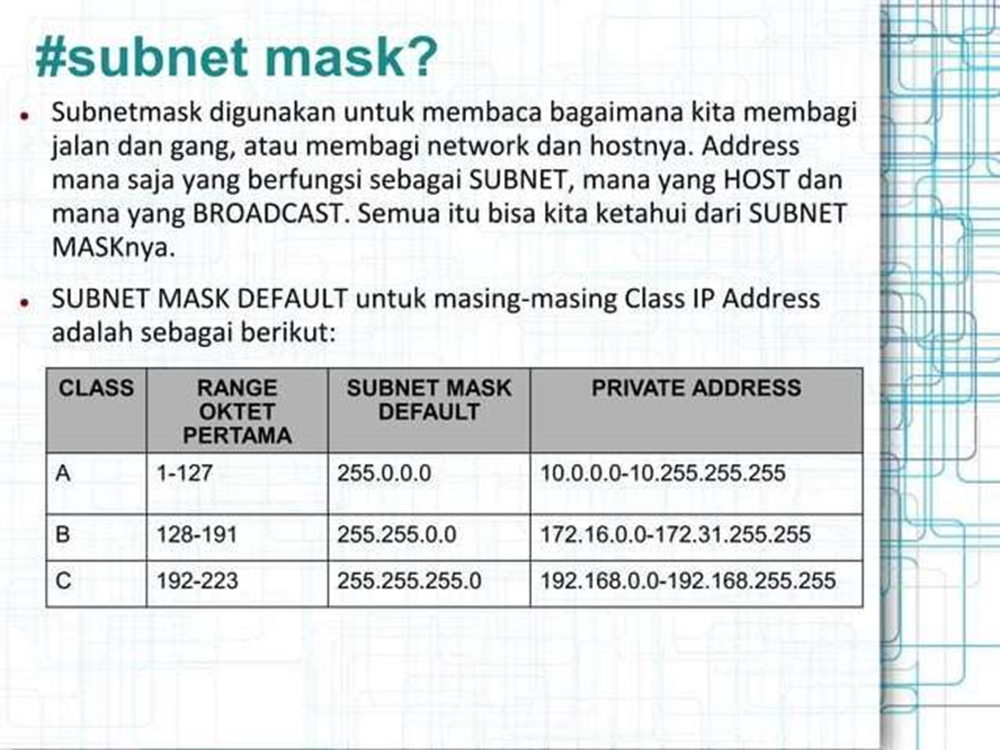 #subnet mask?
• Subnetmask digunakan untuk membaca bagaimana kita membagi
jalan dan gang, atau membagi network dan hostnya. Address
mana saja yang berfungsi sebagai SUBNET, mana yang HOST dan
mana yang BROADCAST. Semua itu bisa kita ketahui dari SUBNET
MASKnya.
• SUBNET MASK DEFAULT untuk masing-masing Class IP Address
adalah sebagai berikut:
CLASS RANGE OKTET PERTAMA SUBNET MASK DEFAULT PRIVATE ADDRESS
A 1-127 255.0.0.0 10.0.0.0-10.255.255.255
B 128-191 255.255.0.0 172.16.0.0-172.31.255.255
C 192-223 255.255.255.0 192.168.0.0-192.168.255.255